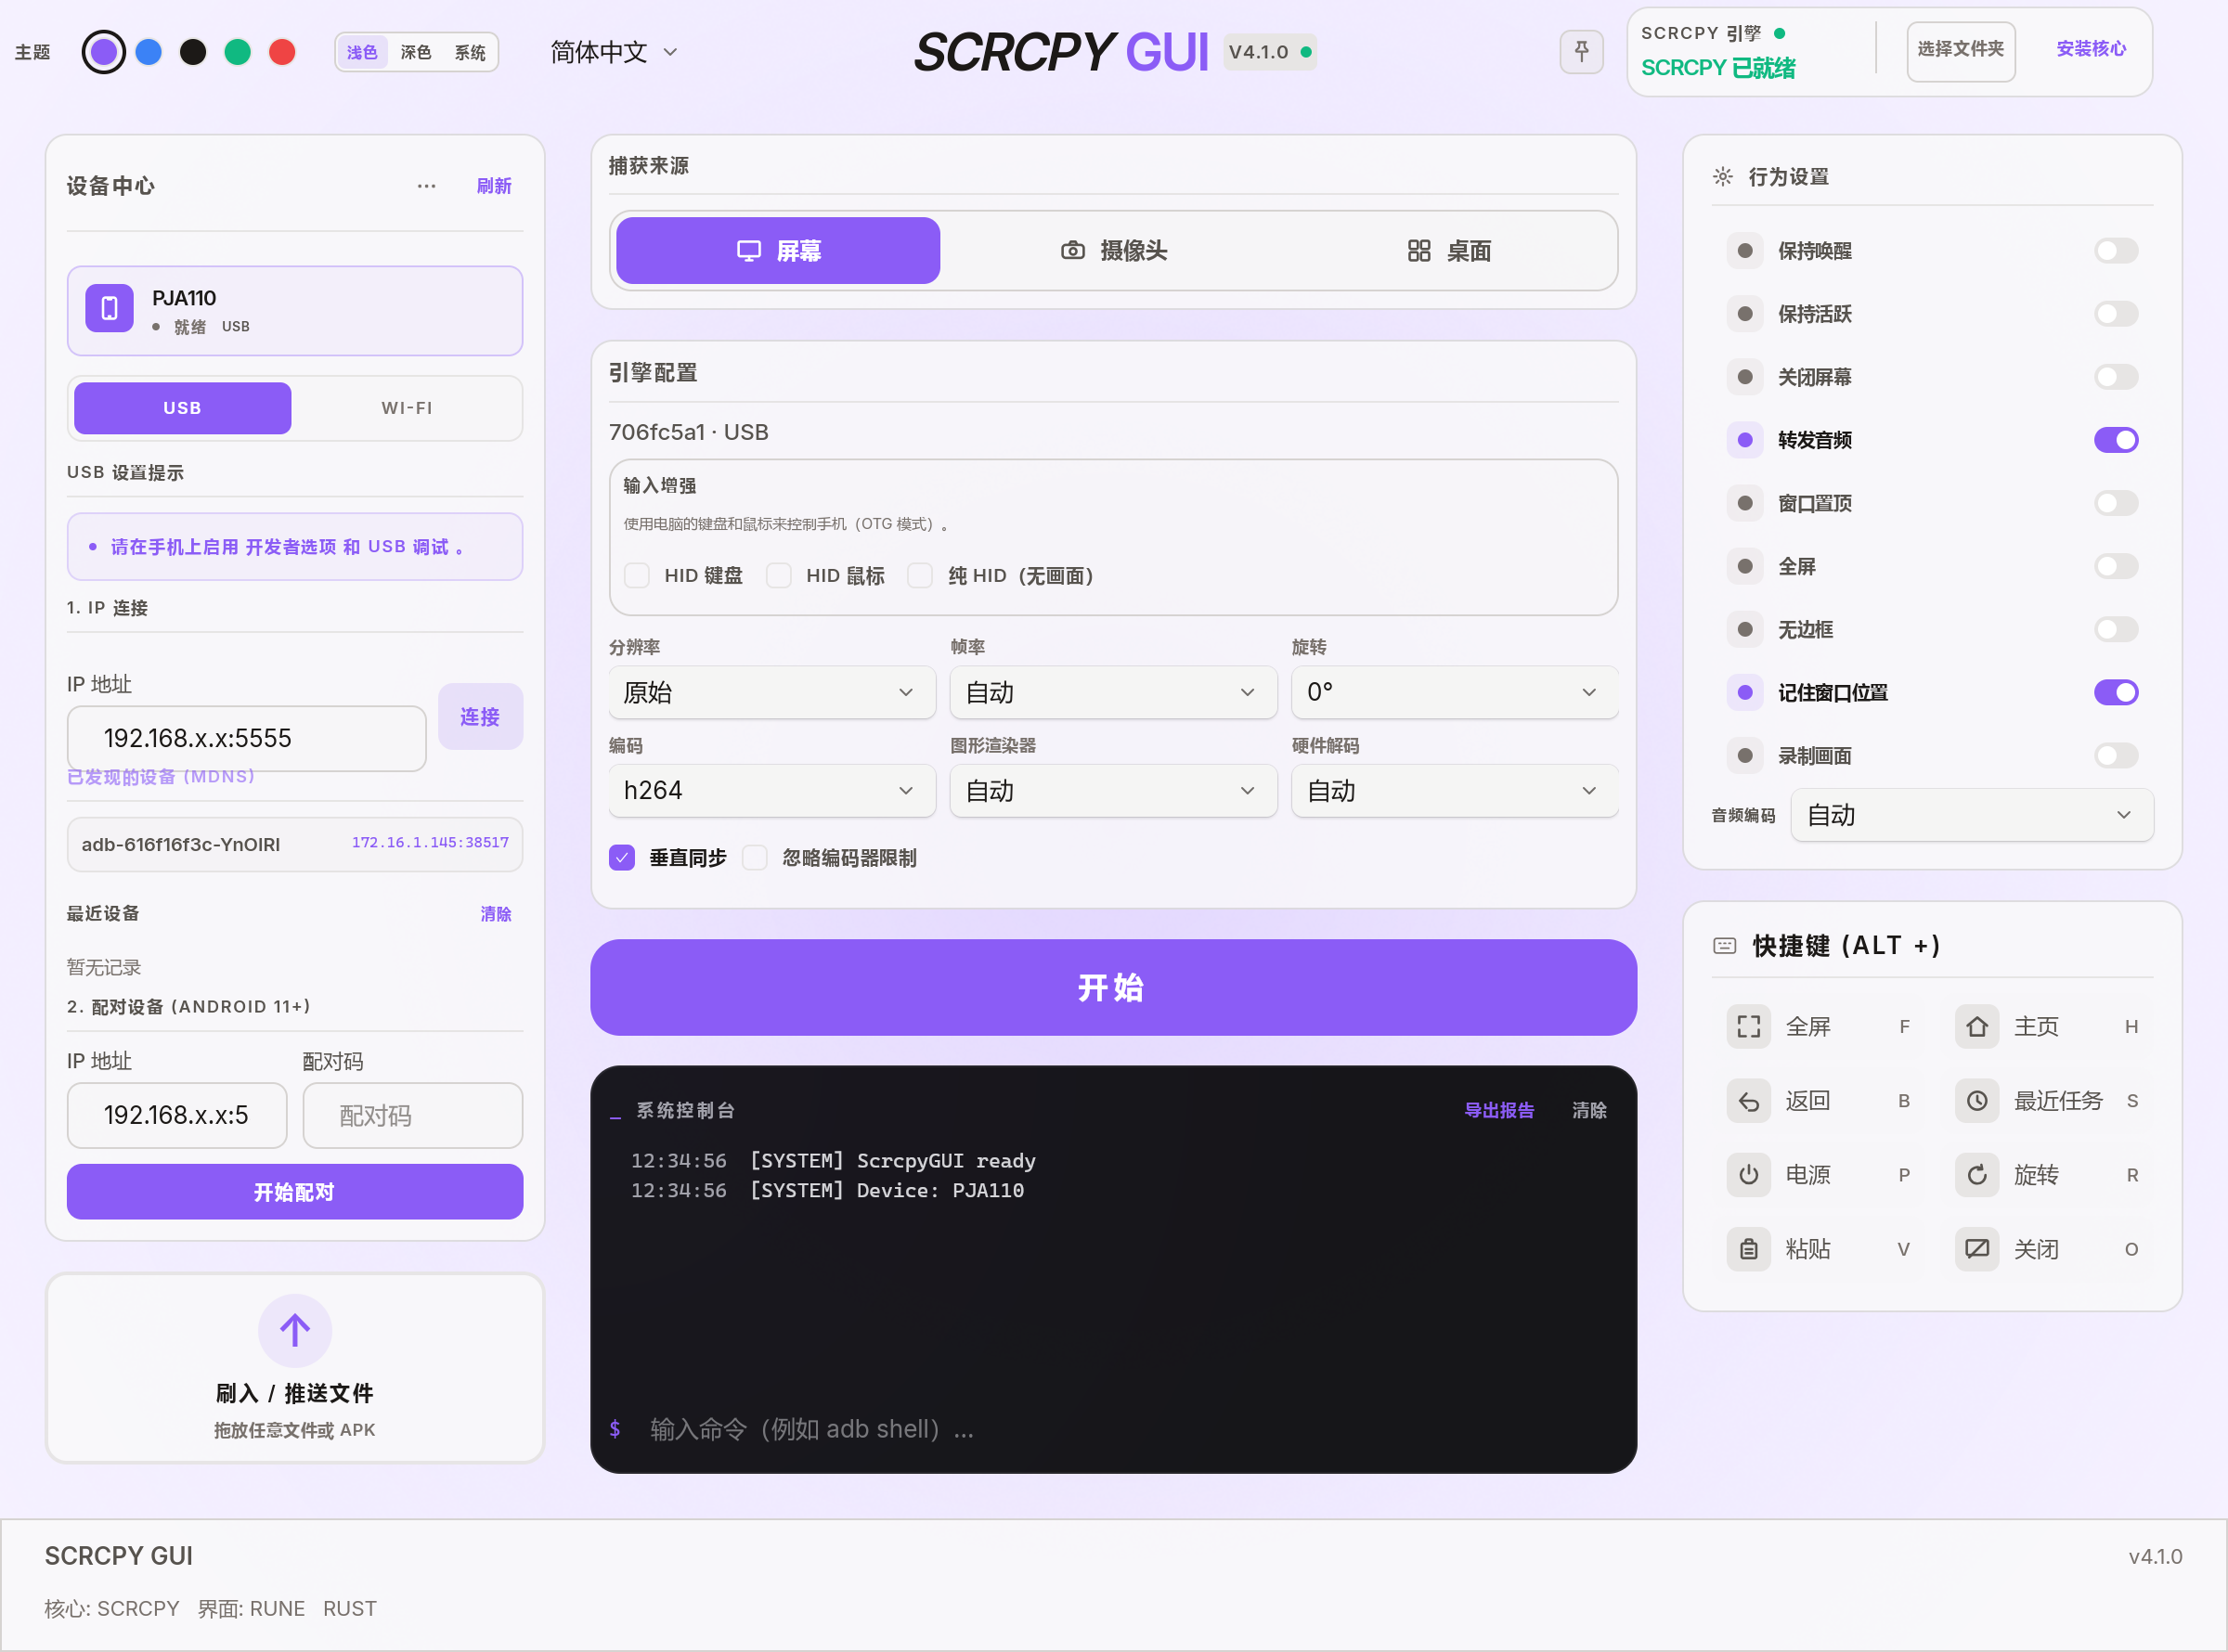 主题
浅色 深色 系统
简体中文
SCRCPY GUI V4.1.0
SCRCPY 引擎
SCRCPY 已就绪
选择文件夹
安装核心
设备中心
... 刷新
PJA110
就绪 USB
USB WI-FI
USB 设置提示
请在手机上启用 开发者选项 和 USB 调试 。
1. IP 连接
IP 地址
192.168.x.x:5555
连接
已发现的设备 (MDNS)
adb-616f16f3c-YnOIRI 172.16.1.145:38517
最近设备 清除
暂无记录
2. 配对设备 (ANDROID 11+)
IP 地址 配对码
192.168.x.x:5 配对码
开始配对
刷入 / 推送文件
拖放任意文件或 APK
捕获来源
屏幕 摄像头 桌面
引擎配置
706fc5a1 · USB
输入增强
使用电脑的键盘和鼠标来控制手机（OTG 模式）。
HID 键盘 HID 鼠标 纯 HID（无画面）
分辨率 帧率 旋转
原始 自动 0°
编码 图形渲染器 硬件解码
h264 自动 自动
垂直同步 忽略编码器限制
开始
_ 系统控制台 导出报告 清除
12:34:56 [SYSTEM] ScrcpyGUI ready
12:34:56 [SYSTEM] Device: PJA110
$ 输入命令（例如 adb shell）...
行为设置
保持唤醒
保持活跃
关闭屏幕
转发音频
窗口置顶
全屏
无边框
记住窗口位置
录制画面
音频编码 自动
快捷键 (ALT +)
全屏 F 主页 H
返回 B 最近任务 S
电源 P 旋转 R
粘贴 V 关闭 O
SCRCPY GUI v4.1.0
核心: SCRCPY 界面: RUNE RUST